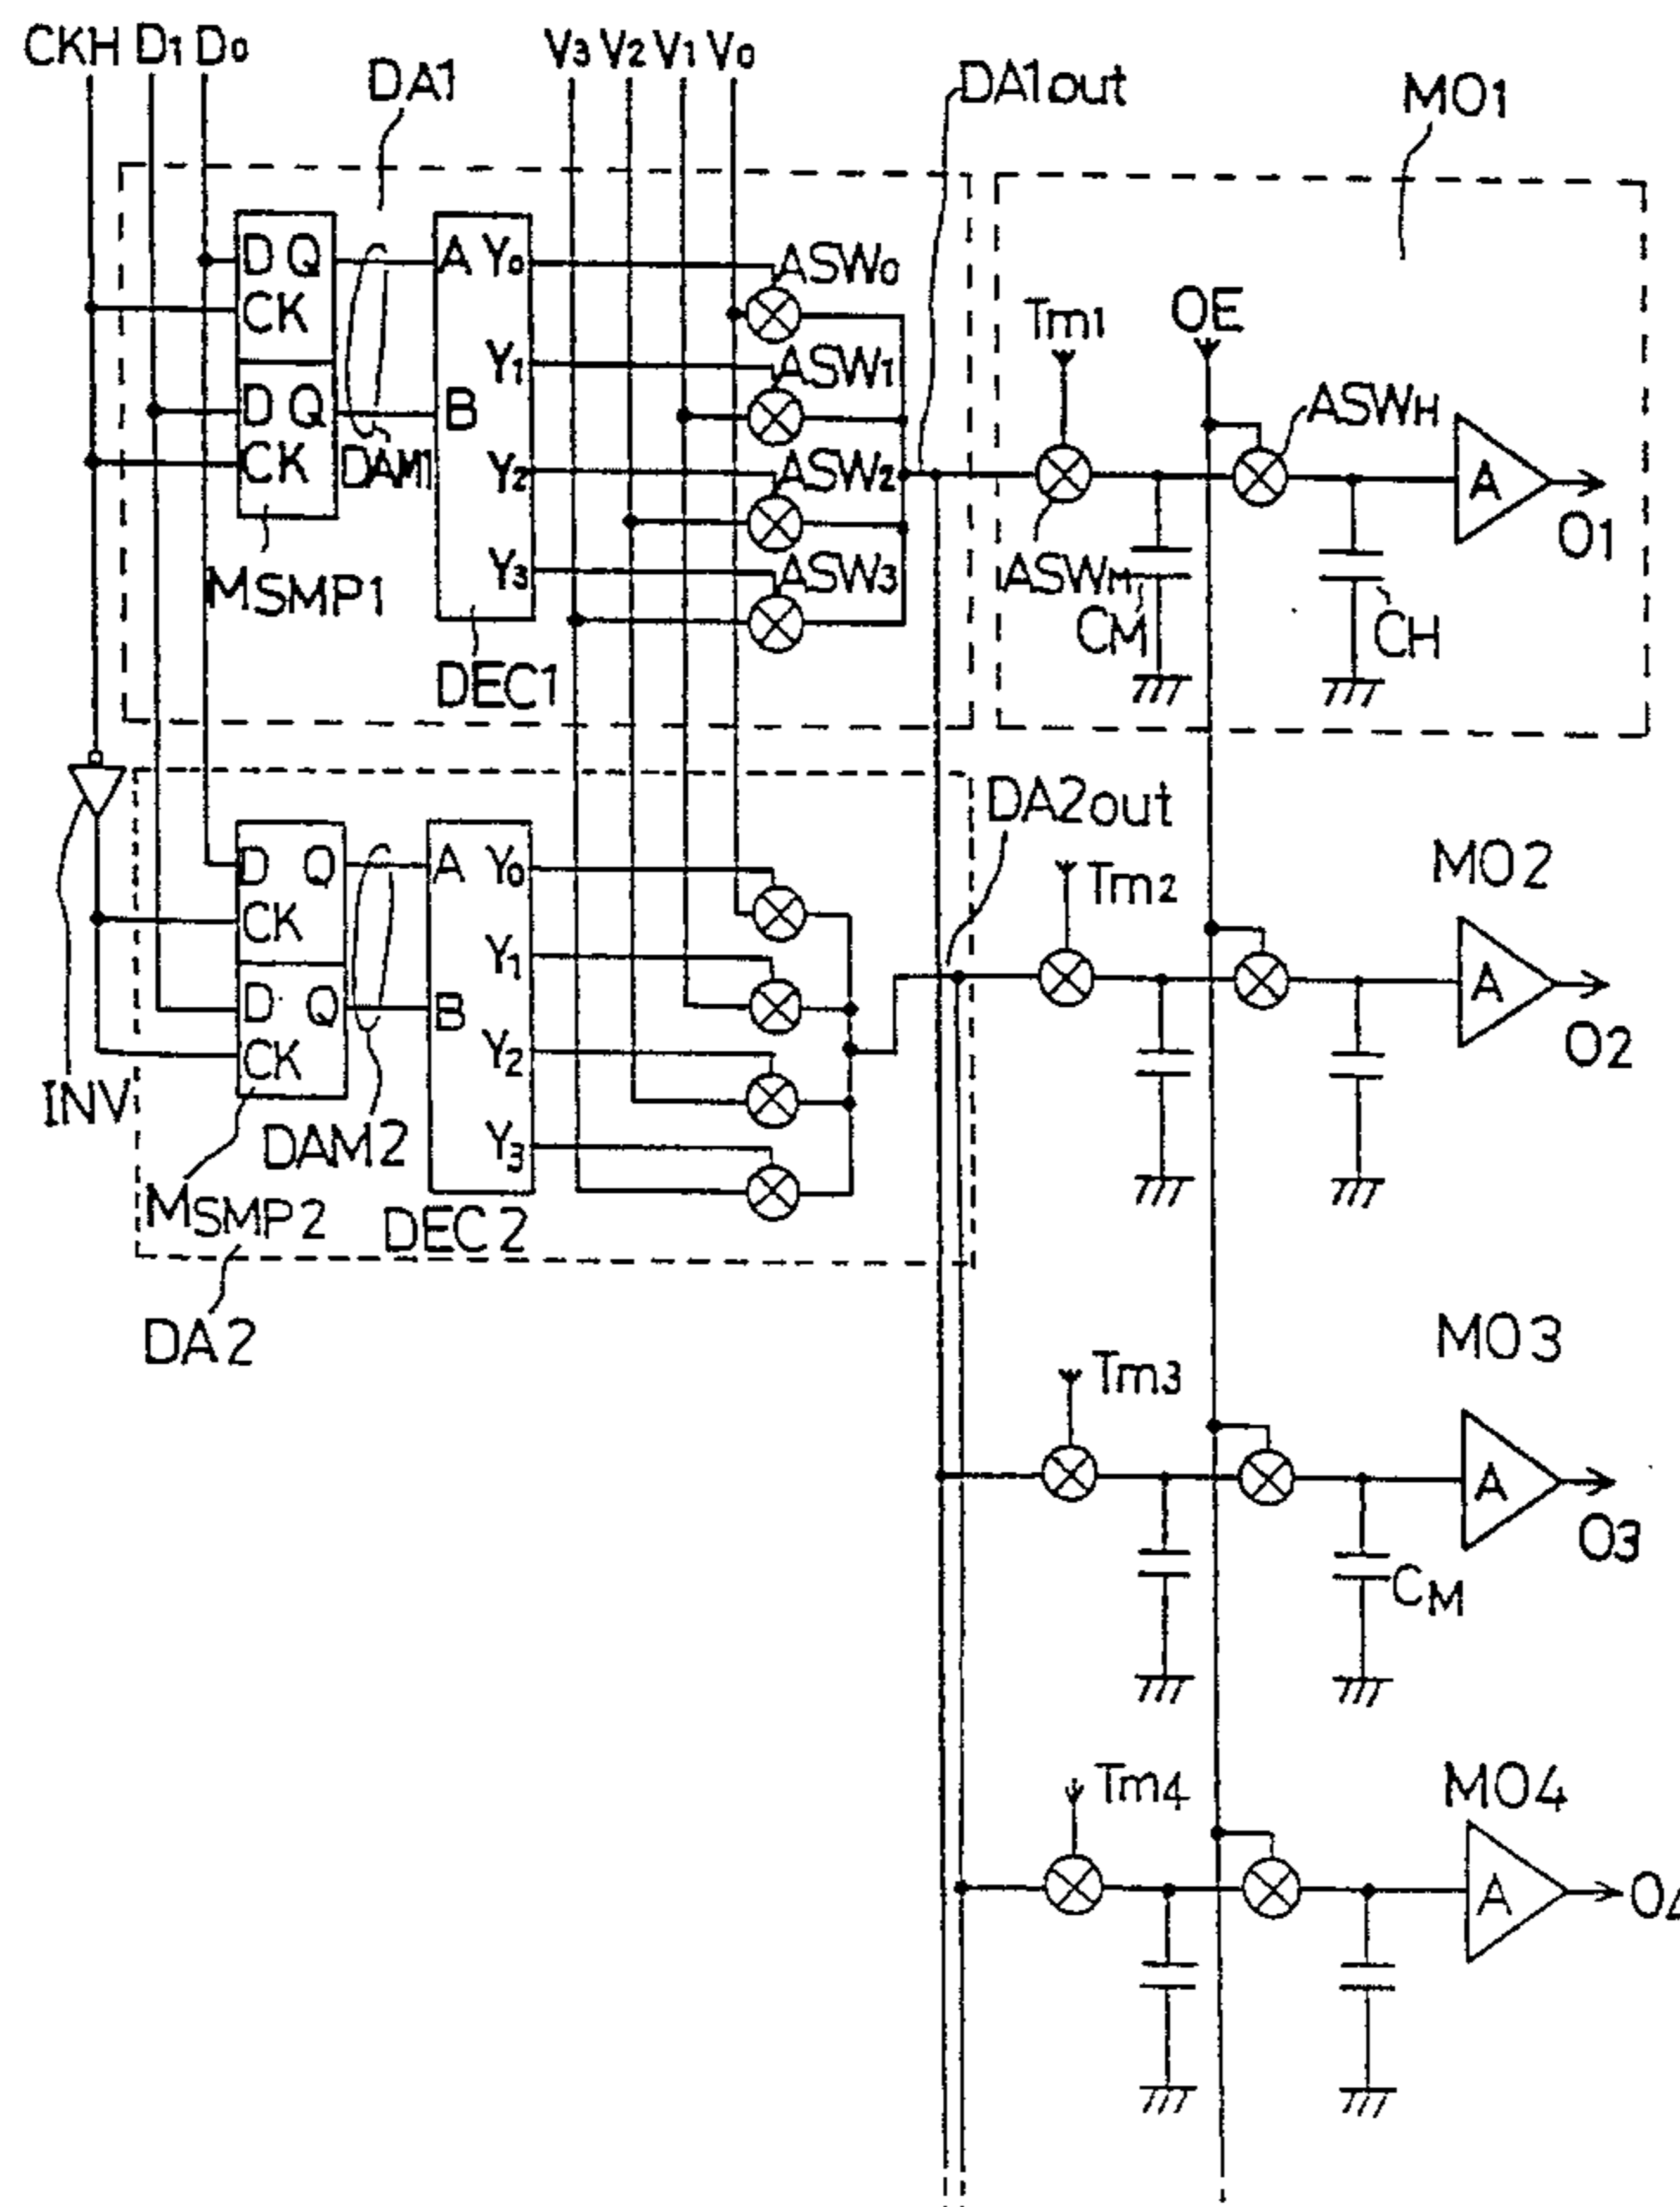 CKH D1 D0 V3 V2 V1 V0
DA1
DA1out
MO1
D Q
CK
D Q
CK
DAM1
MSMP1
A Y0
Y1
B
Y2
Y3
DEC1
ASW0
ASW1
ASW2
ASW3
Tm1
OE
ASWH
ASWM
CM
CH
A
O1
INV
D Q
CK
D Q
CK
DAM2
MSMP2
DA2
A Y0
Y1
B
Y2
Y3
DEC2
DA2out
Tm2
MO2
A
O2
Tm3
MO3
A
O3
CM
Tm4
MO4
A
O4